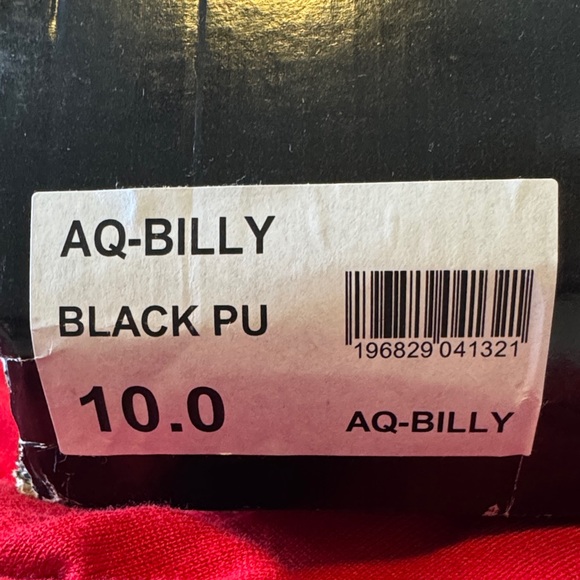 AQ-BILLY
BLACK PU
196829 041321
10.0
AQ-BILLY